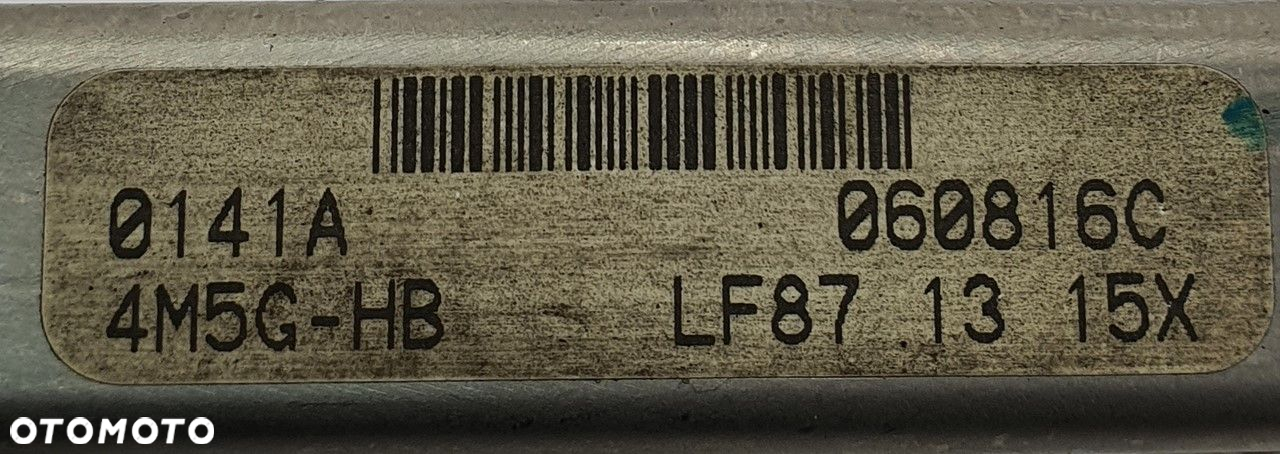 0141A 060816C
4M5G-HB LF87 13 15X
OTOMOTO